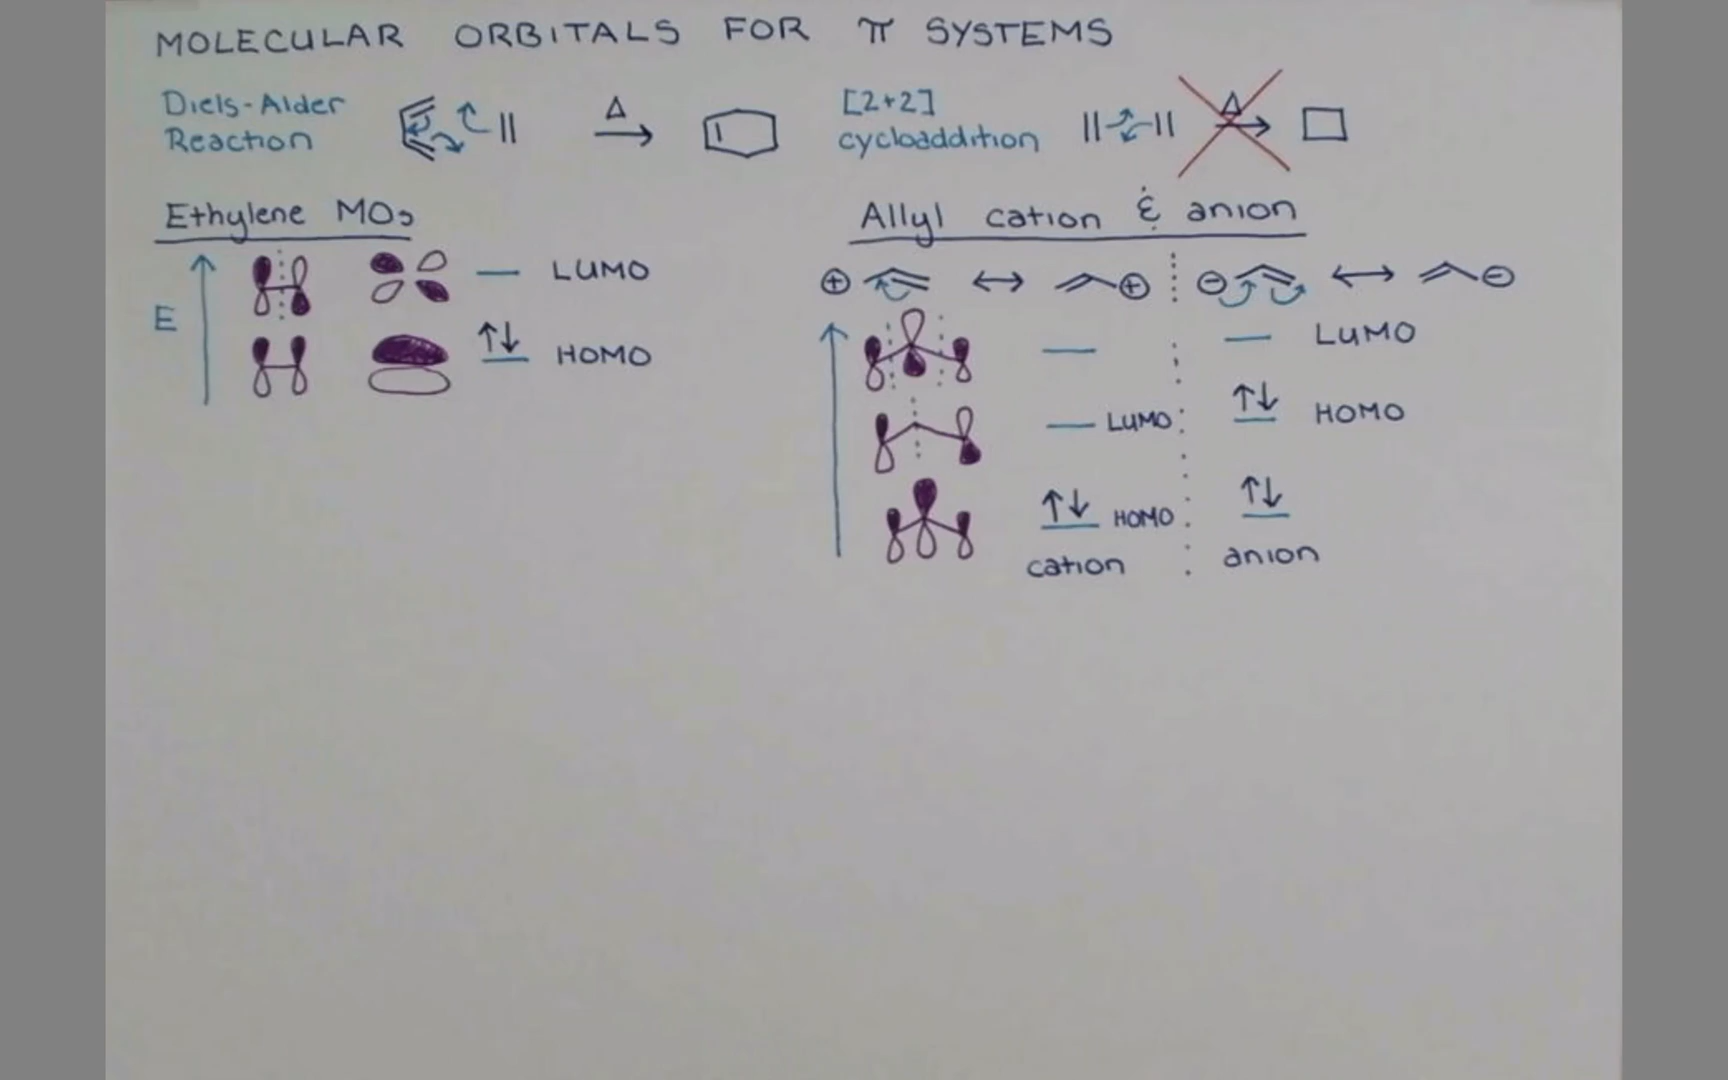 MOLECULAR ORBITALS FOR π SYSTEMS
Diels-Alder
Reaction
Δ
[2+2]
cycloaddition
Δ
Ethylene MOs
E
LUMO
↑↓ HOMO
Allyl cation & anion
⊕ ↔ ⊕ ⊖ ↔ ⊖
LUMO
LUMO
↑↓ HOMO
↑↓ HOMO
↑↓
cation
anion